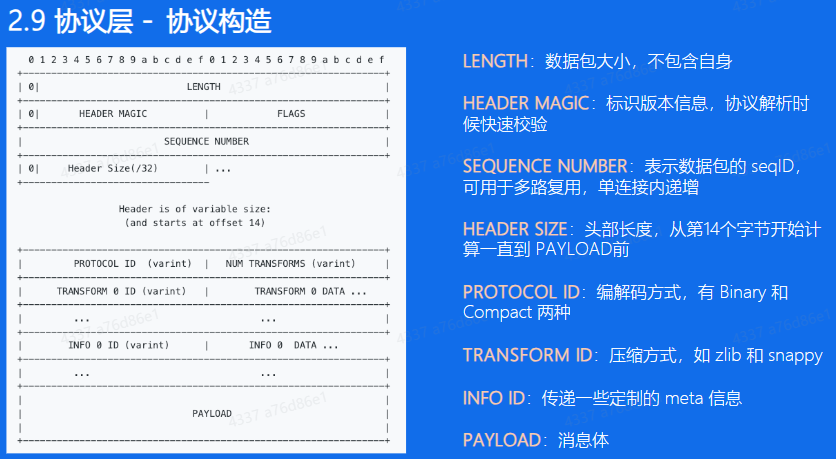 2.9 协议层 - 协议构造
0 1 2 3 4 5 6 7 8 9 a b c d e f 0 1 2 3 4 5 6 7 8 9 a b c d e f
+----------------------------------------------------------------+
| 0| LENGTH |
+----------------------------------------------------------------+
| 0| HEADER MAGIC | FLAGS |
+----------------------------------------------------------------+
| SEQUENCE NUMBER |
+----------------------------------------------------------------+
| 0| Header Size(/32) | ...
+---------------------------------
Header is of variable size:
(and starts at offset 14)
+----------------------------------------------------------------+
| PROTOCOL ID (varint) | NUM TRANSFORMS (varint) |
+----------------------------------------------------------------+
| TRANSFORM 0 ID (varint) | TRANSFORM 0 DATA ...
+----------------------------------------------------------------+
| ... ... |
+----------------------------------------------------------------+
| INFO 0 ID (varint) | INFO 0 DATA ...
+----------------------------------------------------------------+
| ... ... |
+----------------------------------------------------------------+
| |
| PAYLOAD |
| |
+----------------------------------------------------------------+
LENGTH：数据包大小，不包含自身
HEADER MAGIC：标识版本信息，协议解析时
候快速校验
SEQUENCE NUMBER：表示数据包的 seqID，
可用于多路复用，单连接内递增
HEADER SIZE：头部长度，从第14个字节开始计
算一直到 PAYLOAD前
PROTOCOL ID：编解码方式，有 Binary 和
Compact 两种
TRANSFORM ID：压缩方式，如 zlib 和 snappy
INFO ID：传递一些定制的 meta 信息
PAYLOAD：消息体
4337 a76d86e1